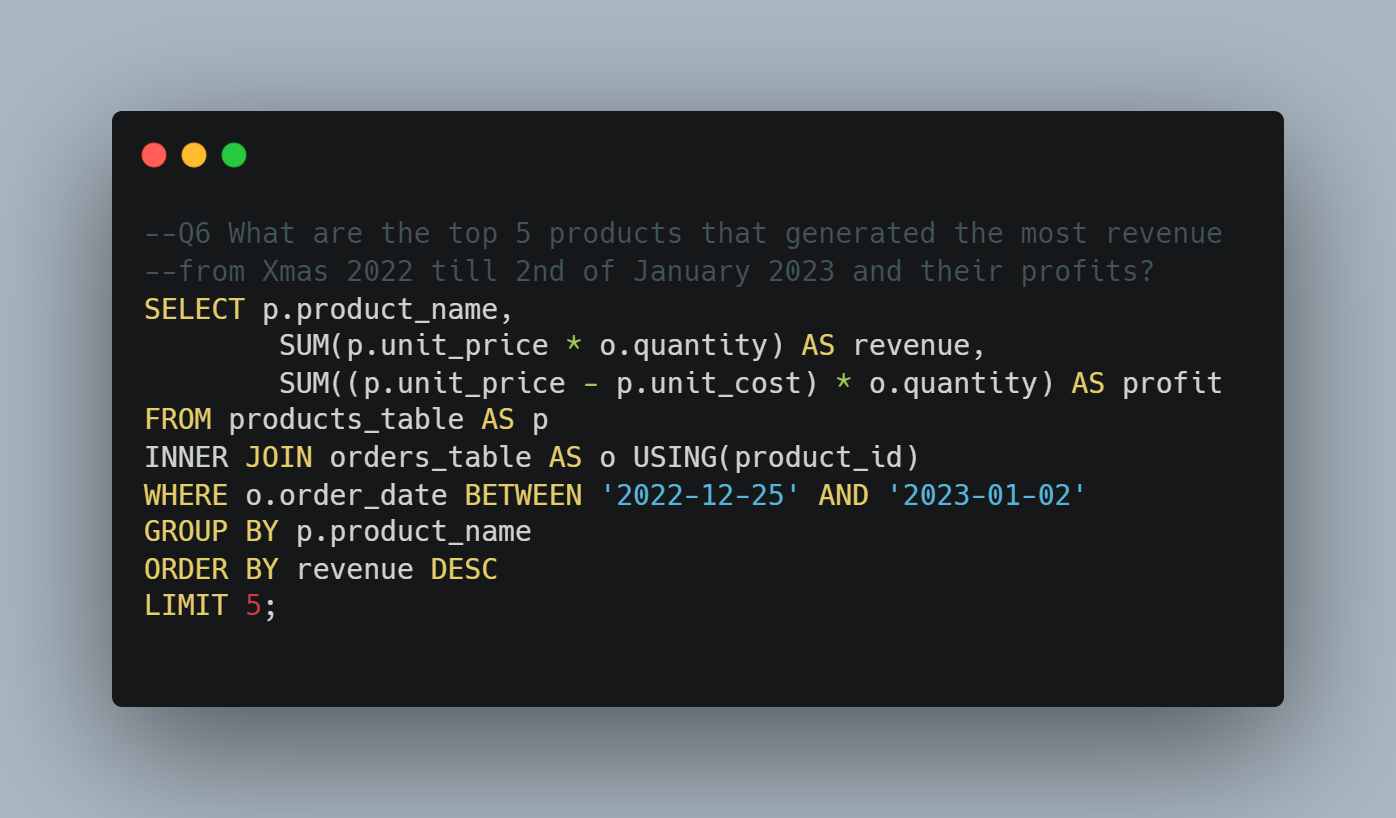 --Q6 What are the top 5 products that generated the most revenue
--from Xmas 2022 till 2nd of January 2023 and their profits?
SELECT p.product_name,
        SUM(p.unit_price * o.quantity) AS revenue,
        SUM((p.unit_price - p.unit_cost) * o.quantity) AS profit
FROM products_table AS p
INNER JOIN orders_table AS o USING(product_id)
WHERE o.order_date BETWEEN '2022-12-25' AND '2023-01-02'
GROUP BY p.product_name
ORDER BY revenue DESC
LIMIT 5;